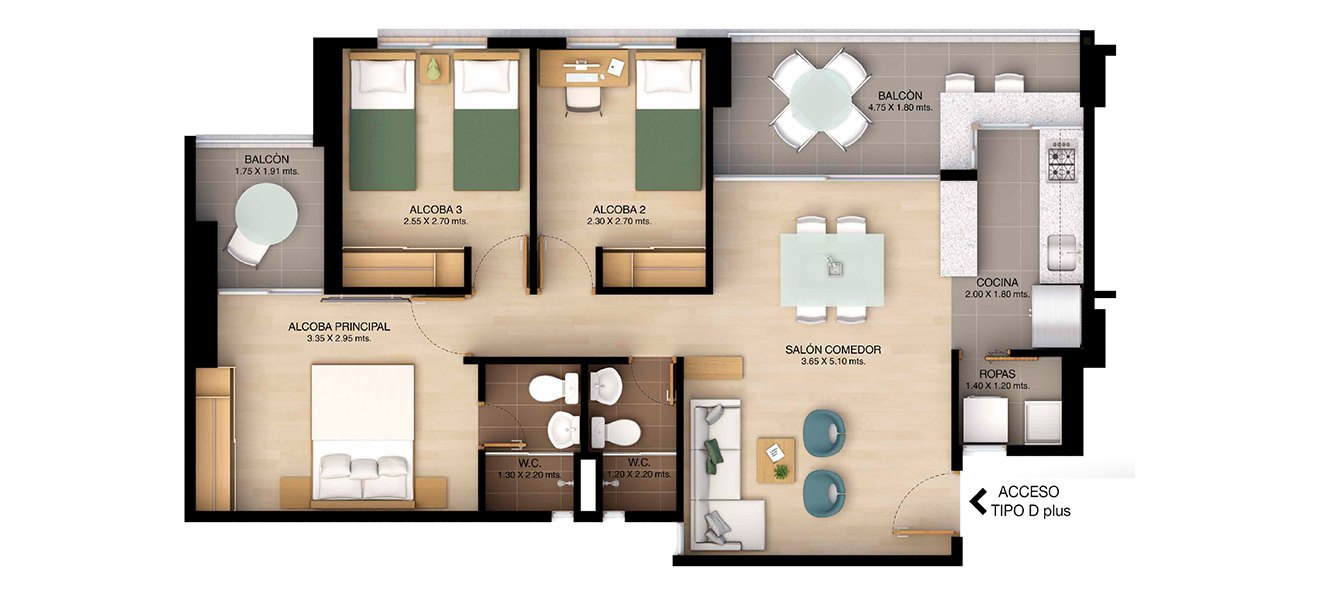 BALCÒN
4.75 X 1.80 mts.
BALCÒN
1.75 X 1.91 mts.
ALCOBA 3
2.55 X 2.70 mts.
ALCOBA 2
2.30 X 2.70 mts.
COCINA
2.00 X 1.80 mts.
ALCOBA PRINCIPAL
3.35 X 2.95 mts.
SALÓN COMEDOR
3.65 X 5.10 mts.
ROPAS
1.40 X 1.20 mts.
W.C.
1.30 X 2.20 mts.
W.C.
1.20 X 2.20 mts.
ACCESO
TIPO D plus